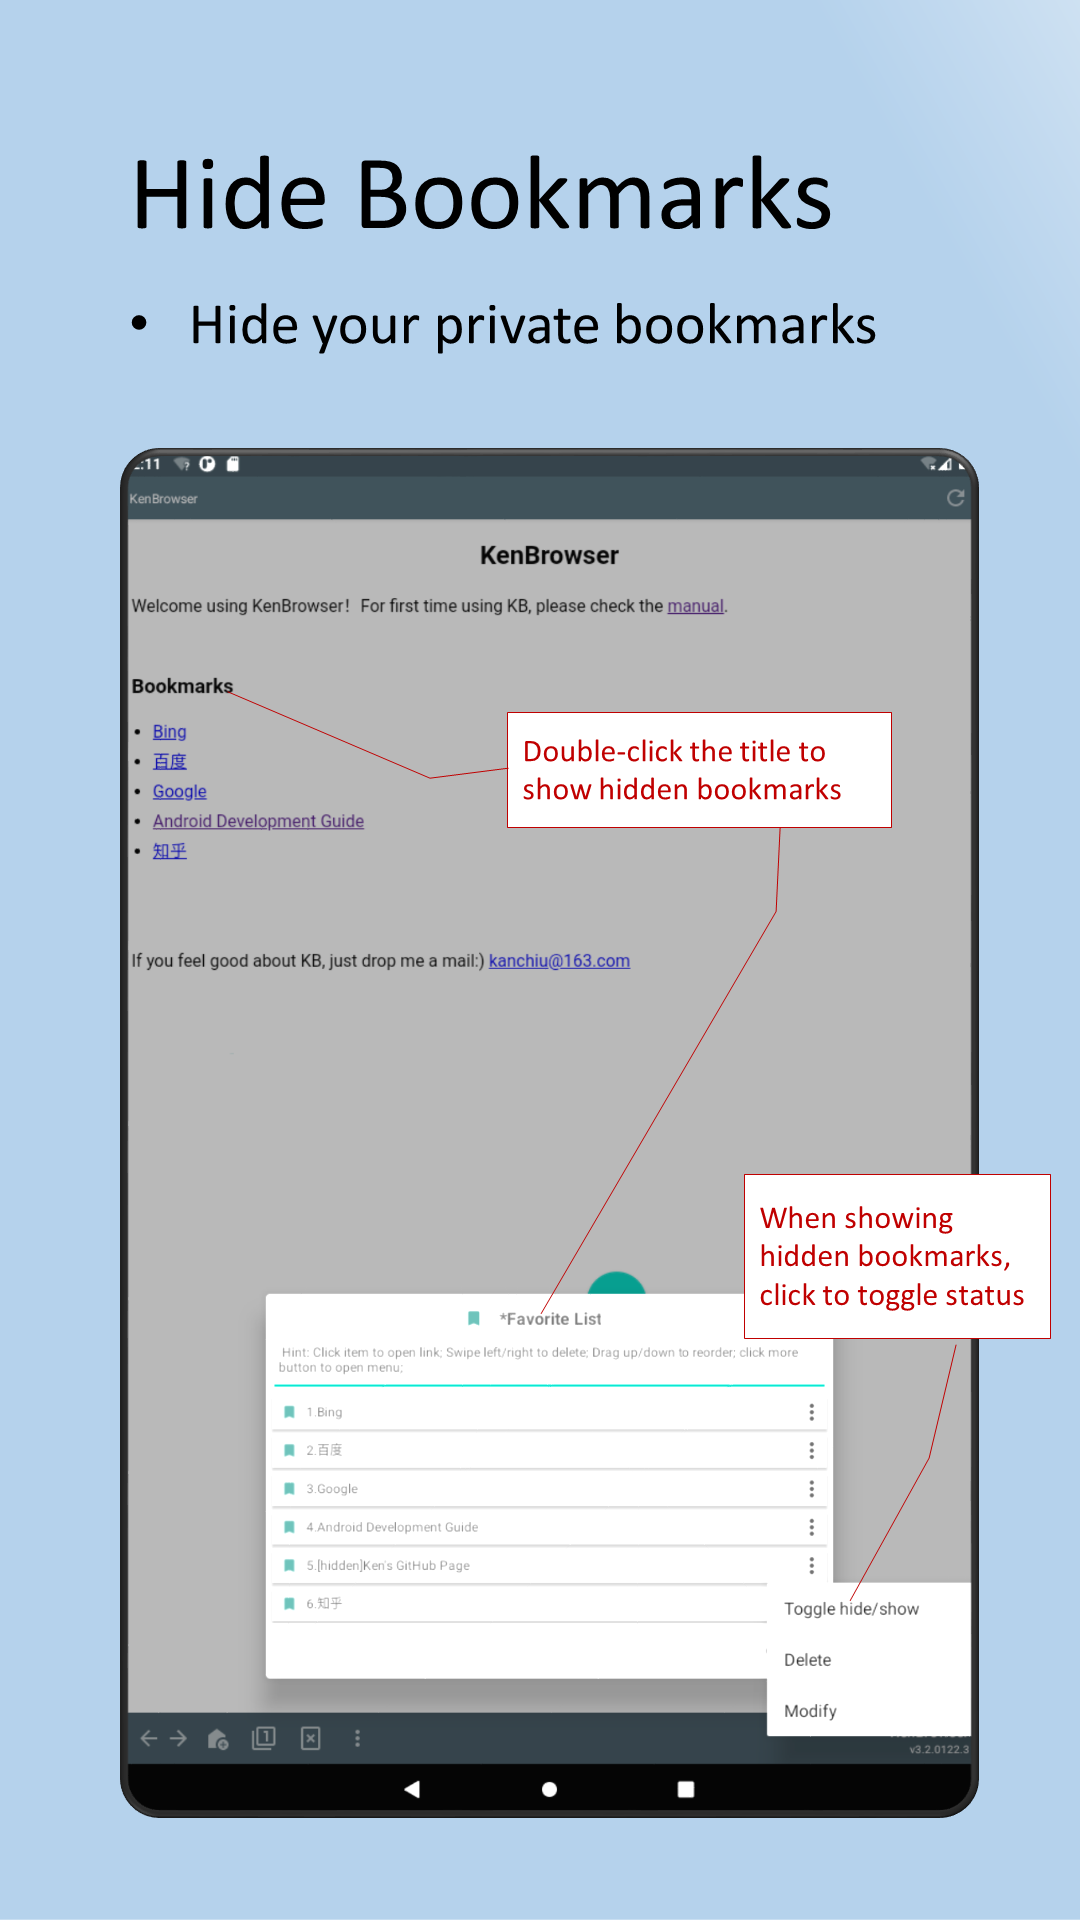 Hide Bookmarks
• Hide your private bookmarks
:11
KenBrowser
KenBrowser
Welcome using KenBrowser！For first time using KB, please check the manual.
Bookmarks
• Bing
• 百度
• Google
• Android Development Guide
• 知乎
Double-click the title to
show hidden bookmarks
If you feel good about KB, just drop me a mail:) kanchiu@163.com
When showing
hidden bookmarks,
click to toggle status
*Favorite List
Hint: Click item to open link; Swipe left/right to delete; Drag up/down to reorder; click more
button to open menu;
1.Bing
2.百度
3.Google
4.Android Development Guide
5.[hidden]Ken's GitHub Page
6.知乎
Toggle hide/show
Delete
Modify
1
v3.2.0122.3